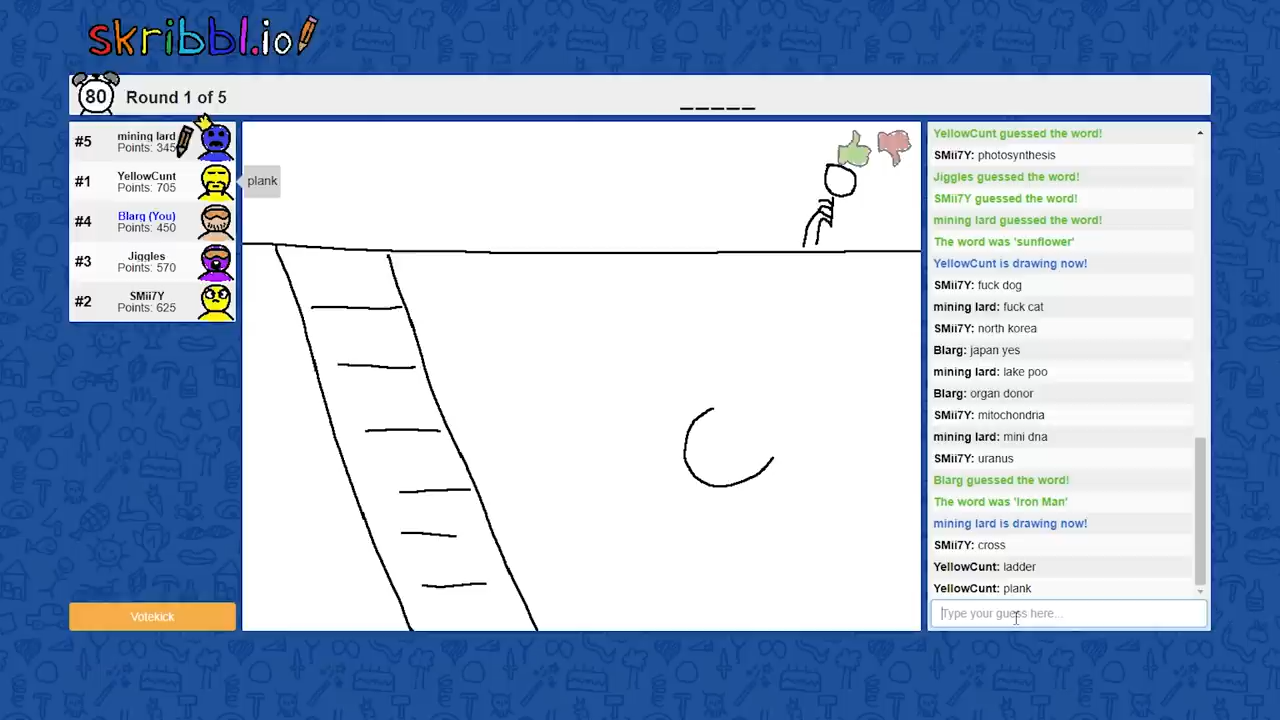 skribbl.io
80
Round 1 of 5
_____
#5
mining lard
Points: 345
#1
YellowCunt
Points: 705
#4
Blarg (You)
Points: 450
#3
Jiggles
Points: 570
#2
SMii7Y
Points: 625
plank
Votekick
YellowCunt guessed the word!
SMii7Y: photosynthesis
Jiggles guessed the word!
SMii7Y guessed the word!
mining lard guessed the word!
The word was 'sunflower'
YellowCunt is drawing now!
SMii7Y: fuck dog
mining lard: fuck cat
SMii7Y: north korea
Blarg: japan yes
mining lard: lake poo
Blarg: organ donor
SMii7Y: mitochondria
mining lard: mini dna
SMii7Y: uranus
Blarg guessed the word!
The word was 'Iron Man'
mining lard is drawing now!
SMii7Y: cross
YellowCunt: ladder
YellowCunt: plank
Type your guess here...